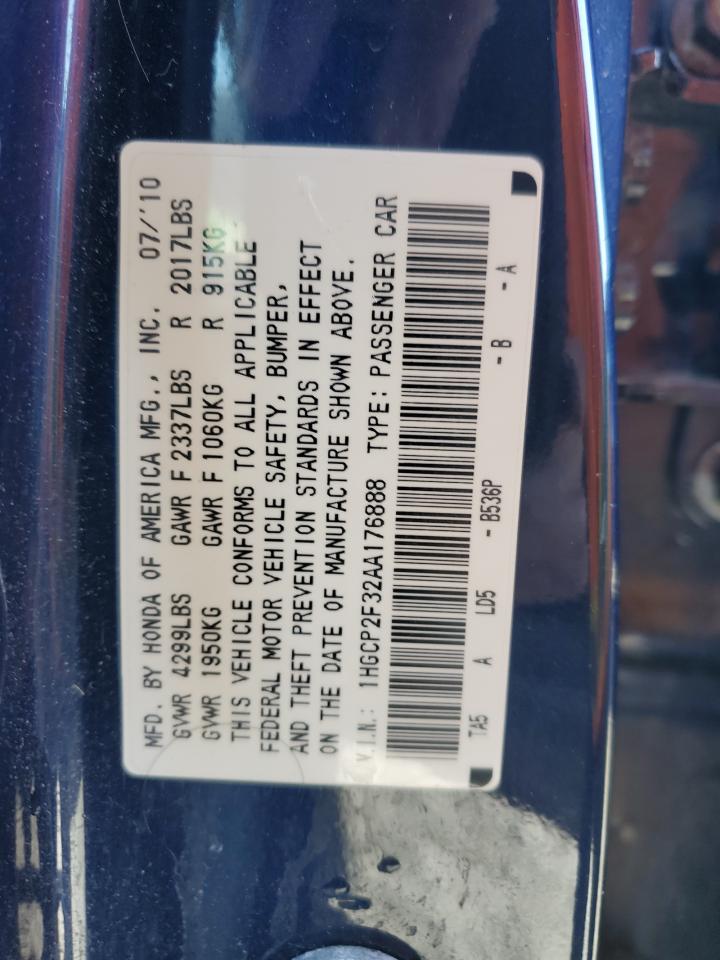 MFD. BY HONDA OF AMERICA MFG., INC. 07/'10
GVWR 4299LBS GAWR F 2337LBS R 2017LBS
GVWR 1950KG GAWR F 1060KG R 915KG
THIS VEHICLE CONFORMS TO ALL APPLICABLE
FEDERAL MOTOR VEHICLE SAFETY, BUMPER,
AND THEFT PREVENTION STANDARDS IN EFFECT
ON THE DATE OF MANUFACTURE SHOWN ABOVE.
V.I.N.: 1HGCP2F32AA176888 TYPE: PASSENGER CAR
TA5 A LD5 - B536P - B - A